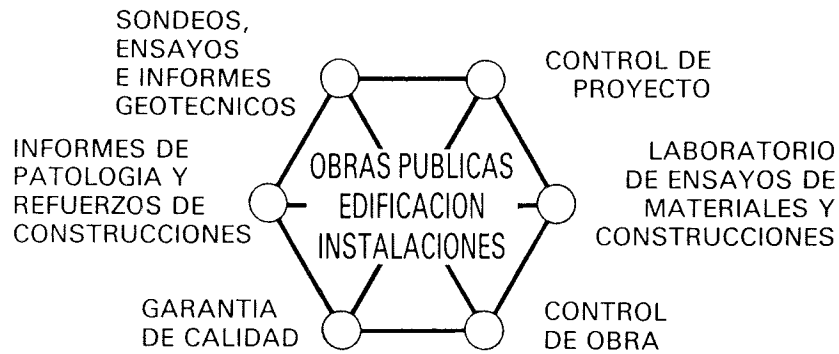 SONDEOS,
ENSAYOS
E INFORMES
GEOTECNICOS
CONTROL DE
PROYECTO
INFORMES DE
PATOLOGIA Y
REFUERZOS DE
CONSTRUCCIONES
OBRAS PUBLICAS
EDIFICACION
INSTALACIONES
LABORATORIO
DE ENSAYOS DE
MATERIALES Y
CONSTRUCCIONES
GARANTIA
DE CALIDAD
CONTROL
DE OBRA